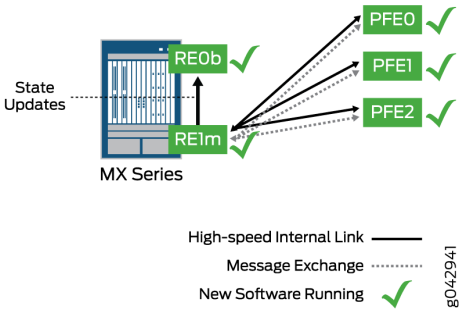 PFE0
RE0b
PFE1
State
Updates
PFE2
RE1m
MX Series
High-speed Internal Link
Message Exchange
New Software Running
g042941